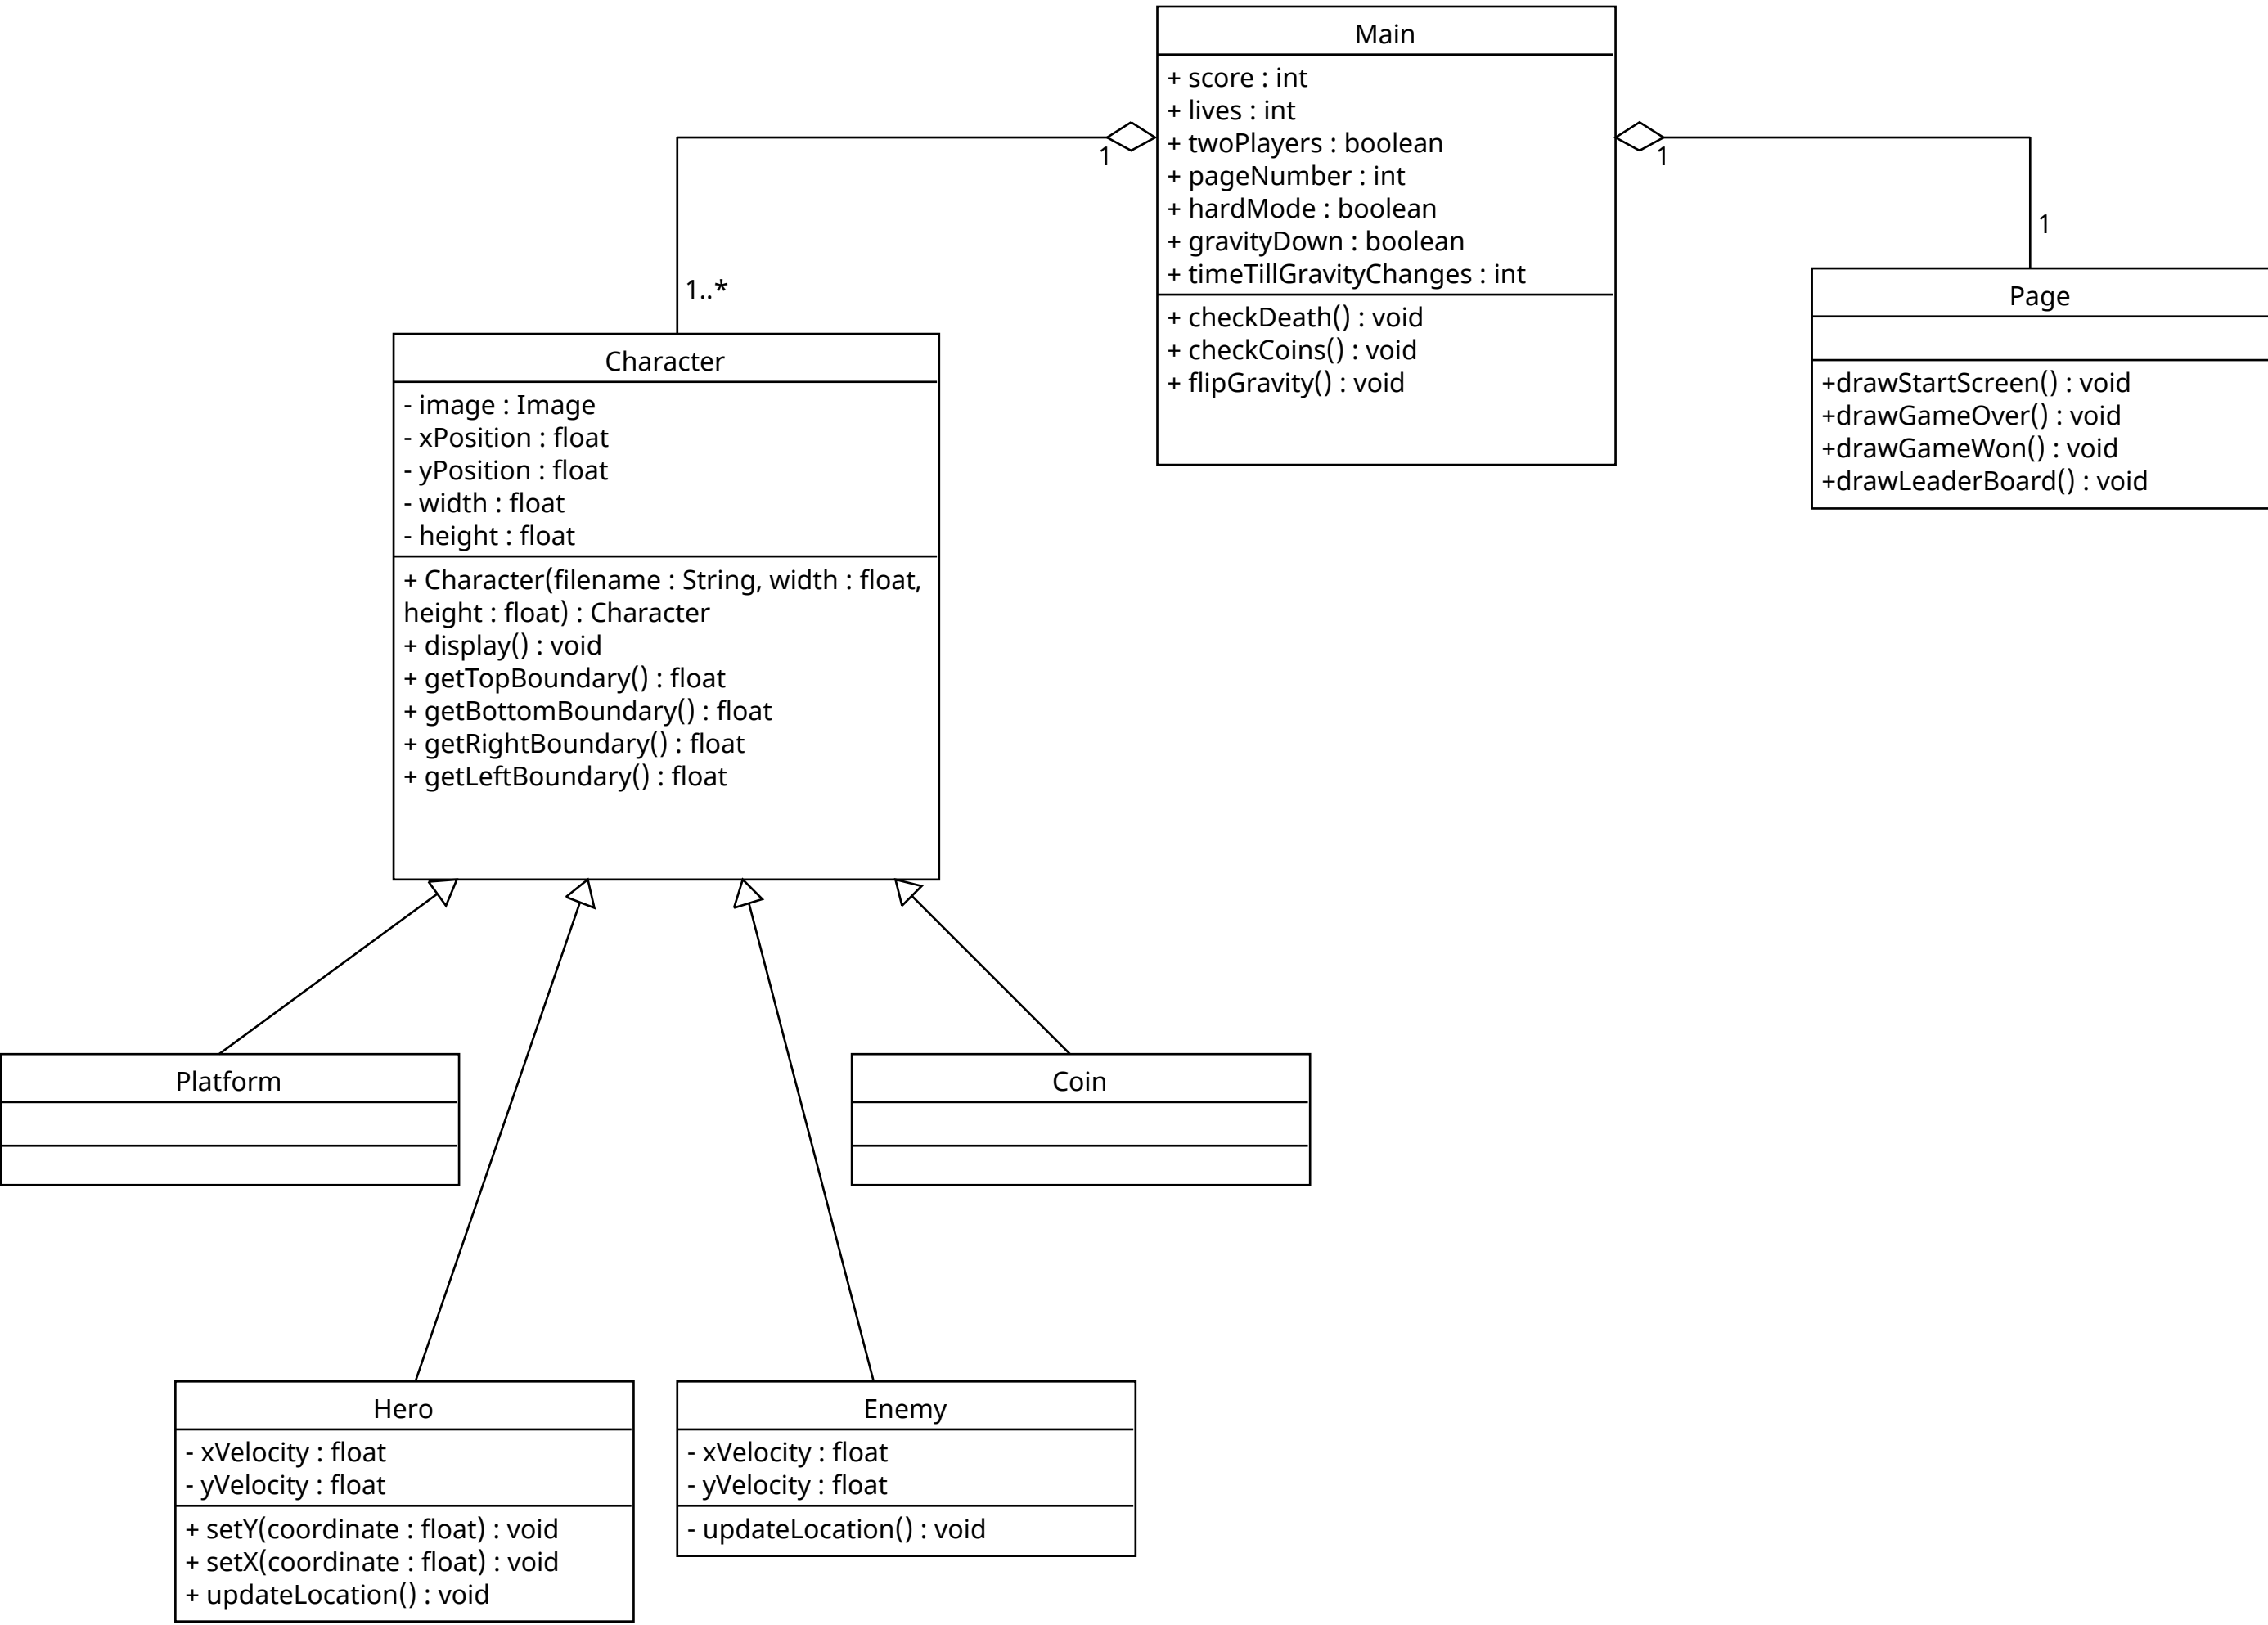 Main
+ score : int
+ lives : int
+ twoPlayers : boolean
+ pageNumber : int
+ hardMode : boolean
+ gravityDown : boolean
+ timeTillGravityChanges : int
+ checkDeath() : void
+ checkCoins() : void
+ flipGravity() : void
1
1..*
1
1
Page
+drawStartScreen() : void
+drawGameOver() : void
+drawGameWon() : void
+drawLeaderBoard() : void
Character
- image : Image
- xPosition : float
- yPosition : float
- width : float
- height : float
+ Character(filename : String, width : float,
height : float) : Character
+ display() : void
+ getTopBoundary() : float
+ getBottomBoundary() : float
+ getRightBoundary() : float
+ getLeftBoundary() : float
Platform
Coin
Hero
- xVelocity : float
- yVelocity : float
+ setY(coordinate : float) : void
+ setX(coordinate : float) : void
+ updateLocation() : void
Enemy
- xVelocity : float
- yVelocity : float
- updateLocation() : void